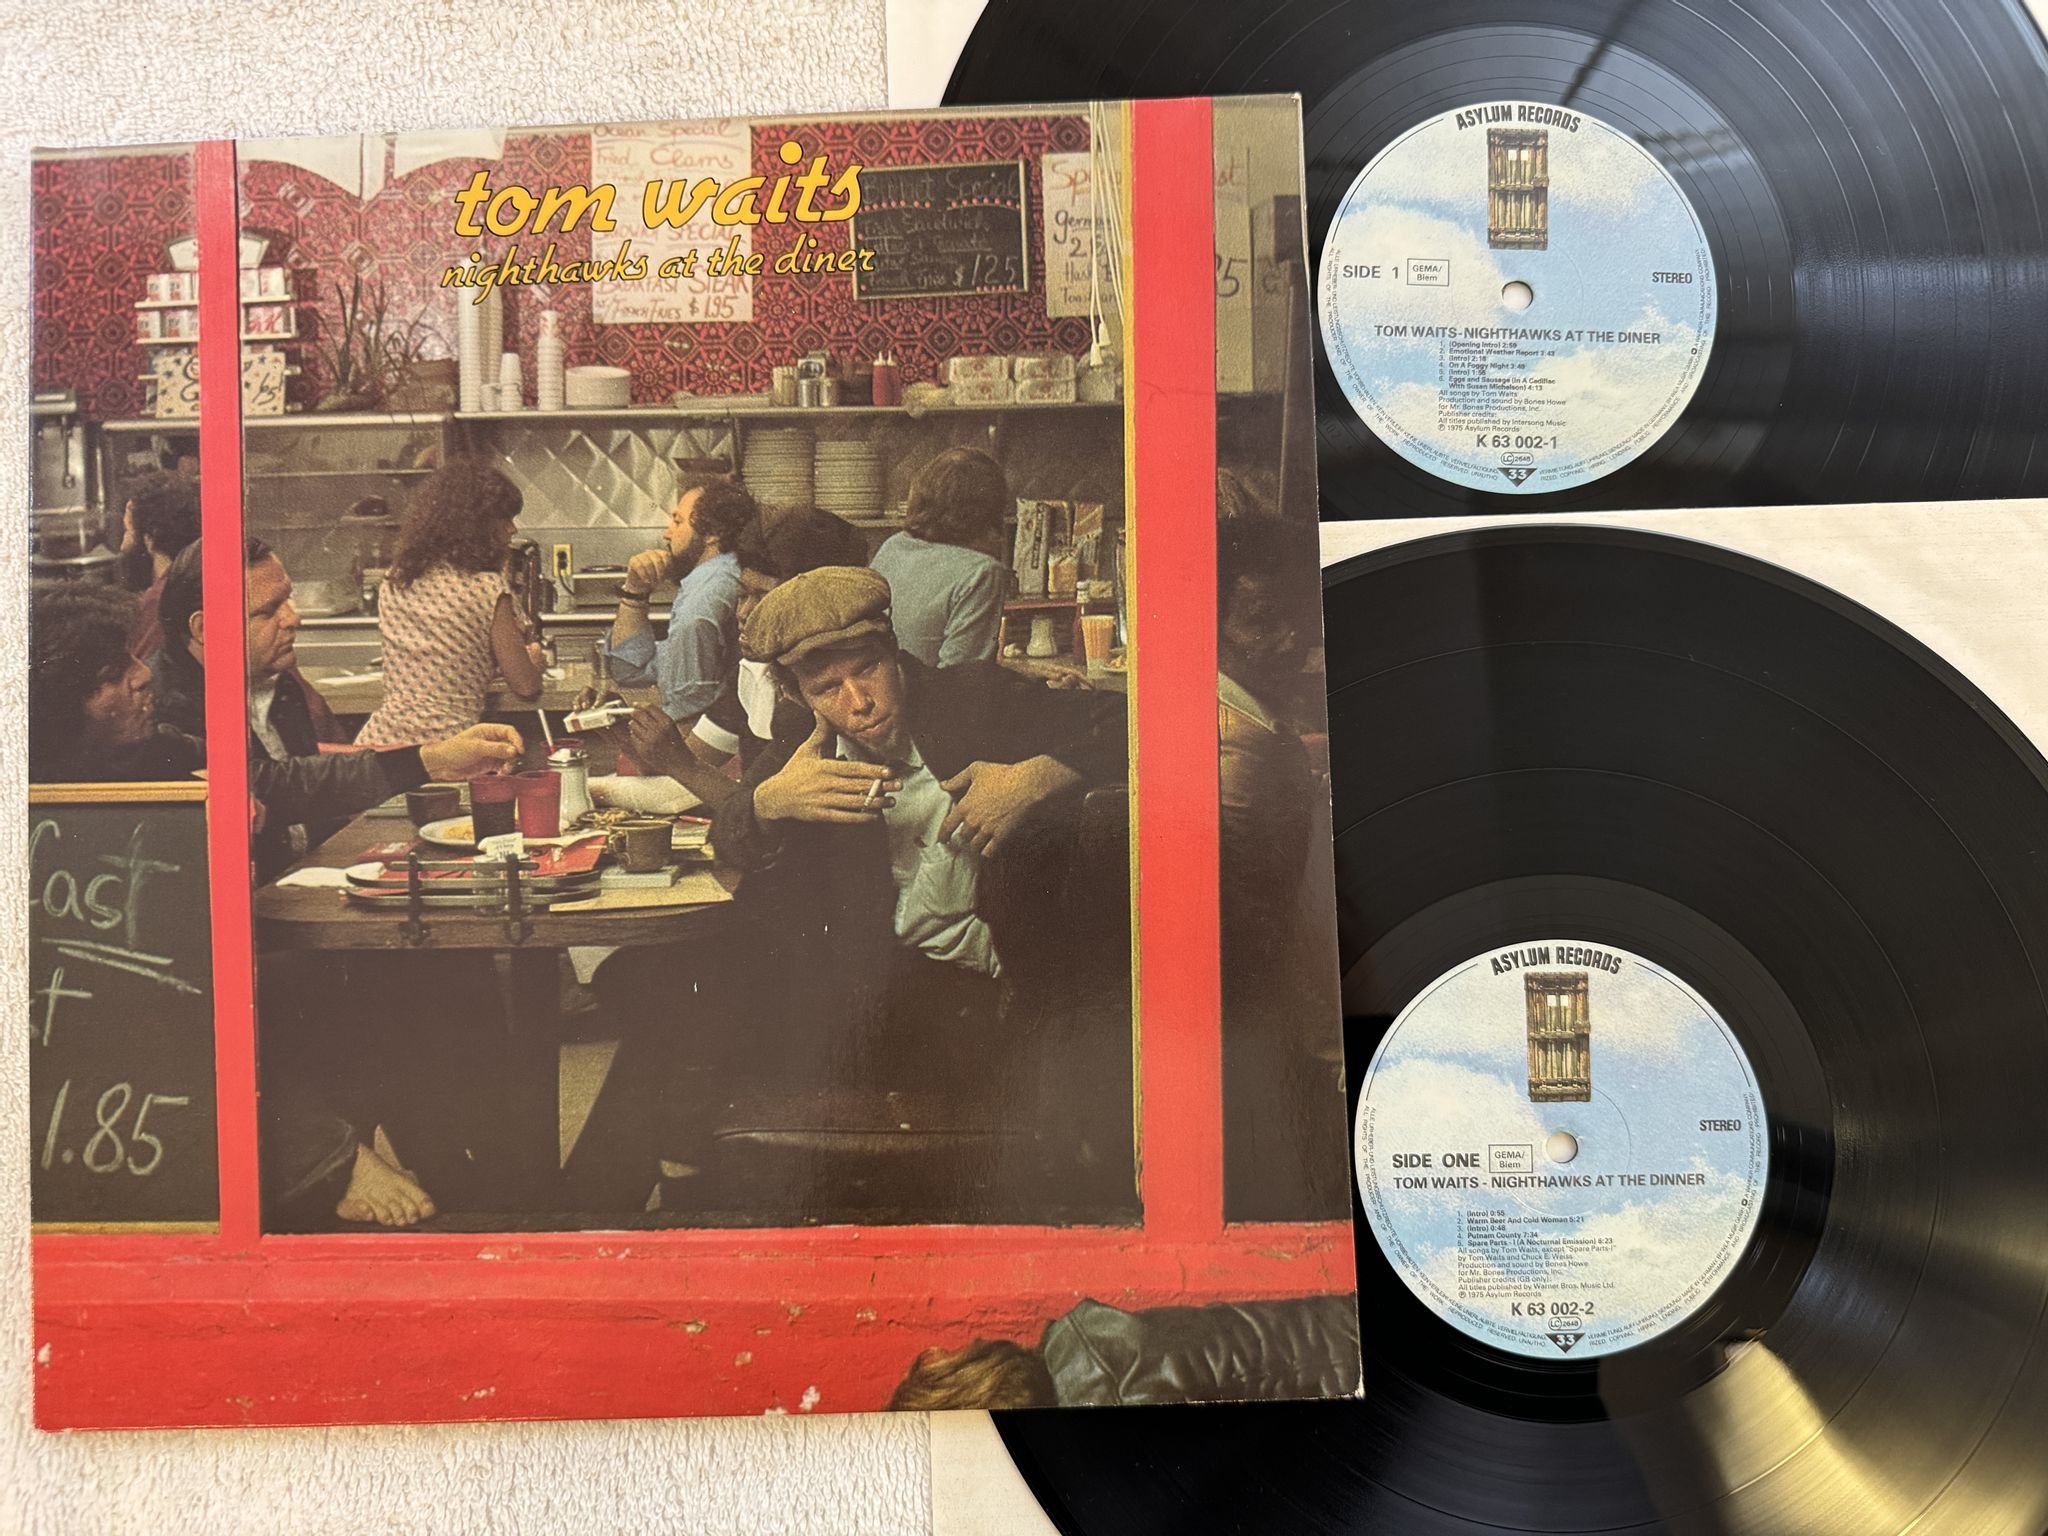 tom waits
nighthawks at the diner
Ocean Special
Fried Clams
SPECIAL
STEAK
$1.95
Special
$1.25
1.85
ASYLUM RECORDS
SIDE 1
GEMA/
Biem
STEREO
TOM WAITS-NIGHTHAWKS AT THE DINER
1. (Opening Intro) 2:59
2. Emotional Weather Report 3:43
3. (Intro) 2:16
4. On A Foggy Night 3:49
5. (Intro) 1:58
6. Eggs and Sausage (In A Cadillac
With Susan Michelson) 4:13
All songs by Tom Waits
Production and sound by Bones Howe
for Mr. Bones Productions, Inc.
Publisher credits:
All titles published by Intersong Music
℗ 1975 Asylum Records
K 63 002-1
LC 2648
33
ASYLUM RECORDS
STEREO
SIDE ONE
GEMA/
Biem
TOM WAITS - NIGHTHAWKS AT THE DINNER
1. (Intro) 0:55
2. Warm Beer And Cold Woman 5:21
3. (Intro) 0:48
4. Putnam County 7:34
5. Spare Parts - I (A Nocturnal Emission) 6:23
All songs by Tom Waits, except "Spare Parts-I"
by Tom Waits and Chuck E. Weiss
Production and sound by Bones Howe
for Mr. Bones Productions, Inc.
Publisher credits (GB only):
All titles published by Warner Bros. Music Ltd.
℗ 1975 Asylum Records
K 63 002-2
LC 2648
33